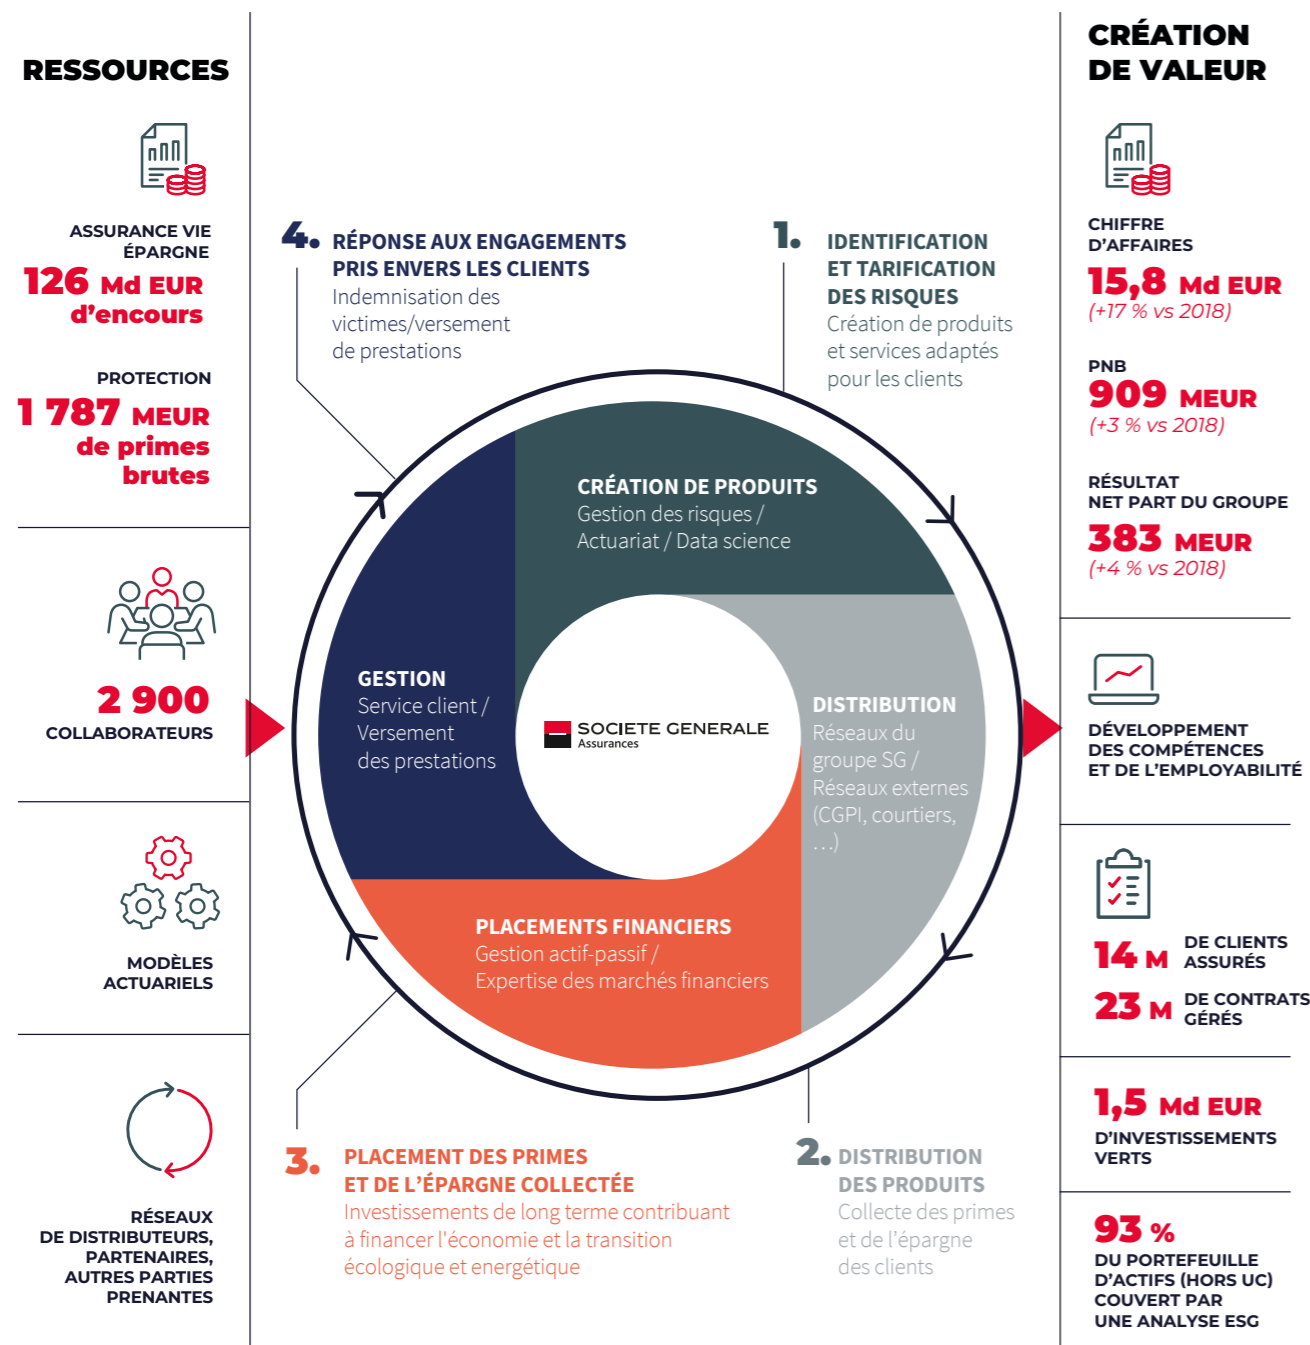 RESSOURCES
ASSURANCE VIE
ÉPARGNE
126 Md EUR
d’encours
PROTECTION
1 787 MEUR
de primes
brutes
2 900
COLLABORATEURS
MODÈLES
ACTUARIELS
RÉSEAUX
DE DISTRIBUTEURS,
PARTENAIRES,
AUTRES PARTIES
PRENANTES
4. RÉPONSE AUX ENGAGEMENTS
PRIS ENVERS LES CLIENTS
Indemnisation des
victimes/versement
de prestations
1. IDENTIFICATION
ET TARIFICATION
DES RISQUES
Création de produits
et services adaptés
pour les clients
CRÉATION DE PRODUITS
Gestion des risques /
Actuariat / Data science
GESTION
Service client /
Versement
des prestations
SOCIETE GENERALE
Assurances
DISTRIBUTION
Réseaux du
groupe SG /
Réseaux externes
(CGPI, courtiers,
…)
PLACEMENTS FINANCIERS
Gestion actif-passif /
Expertise des marchés financiers
3. PLACEMENT DES PRIMES
ET DE L’ÉPARGNE COLLECTÉE
Investissements de long terme contribuant
à financer l'économie et la transition
écologique et energétique
2. DISTRIBUTION
DES PRODUITS
Collecte des primes
et de l’épargne
des clients
CRÉATION
DE VALEUR
CHIFFRE
D’AFFAIRES
15,8 Md EUR
(+17 % vs 2018)
PNB
909 MEUR
(+3 % vs 2018)
RÉSULTAT
NET PART DU GROUPE
383 MEUR
(+4 % vs 2018)
DÉVELOPPEMENT
DES COMPÉTENCES
ET DE L’EMPLOYABILITÉ
14 M DE CLIENTS
ASSURÉS
23 M DE CONTRATS
GÉRÉS
1,5 Md EUR
D’INVESTISSEMENTS
VERTS
93 %
DU PORTEFEUILLE
D’ACTIFS (HORS UC)
COUVERT PAR
UNE ANALYSE ESG